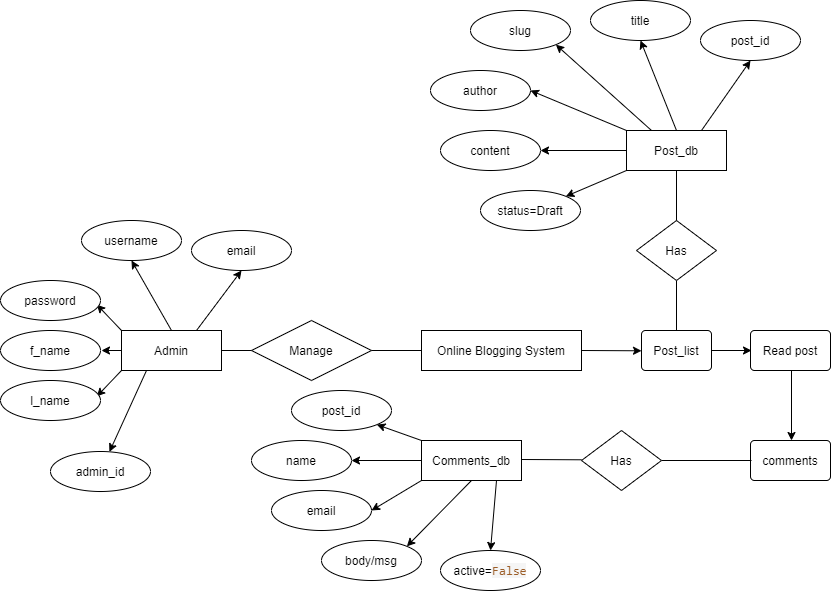 title
slug
post_id
author
content
Post_db
status=Draft
username
email
Has
password
f_name
Admin
Manage
Online Blogging System
Post_list
Read post
l_name
post_id
admin_id
name
Comments_db
Has
comments
email
body/msg
active=False